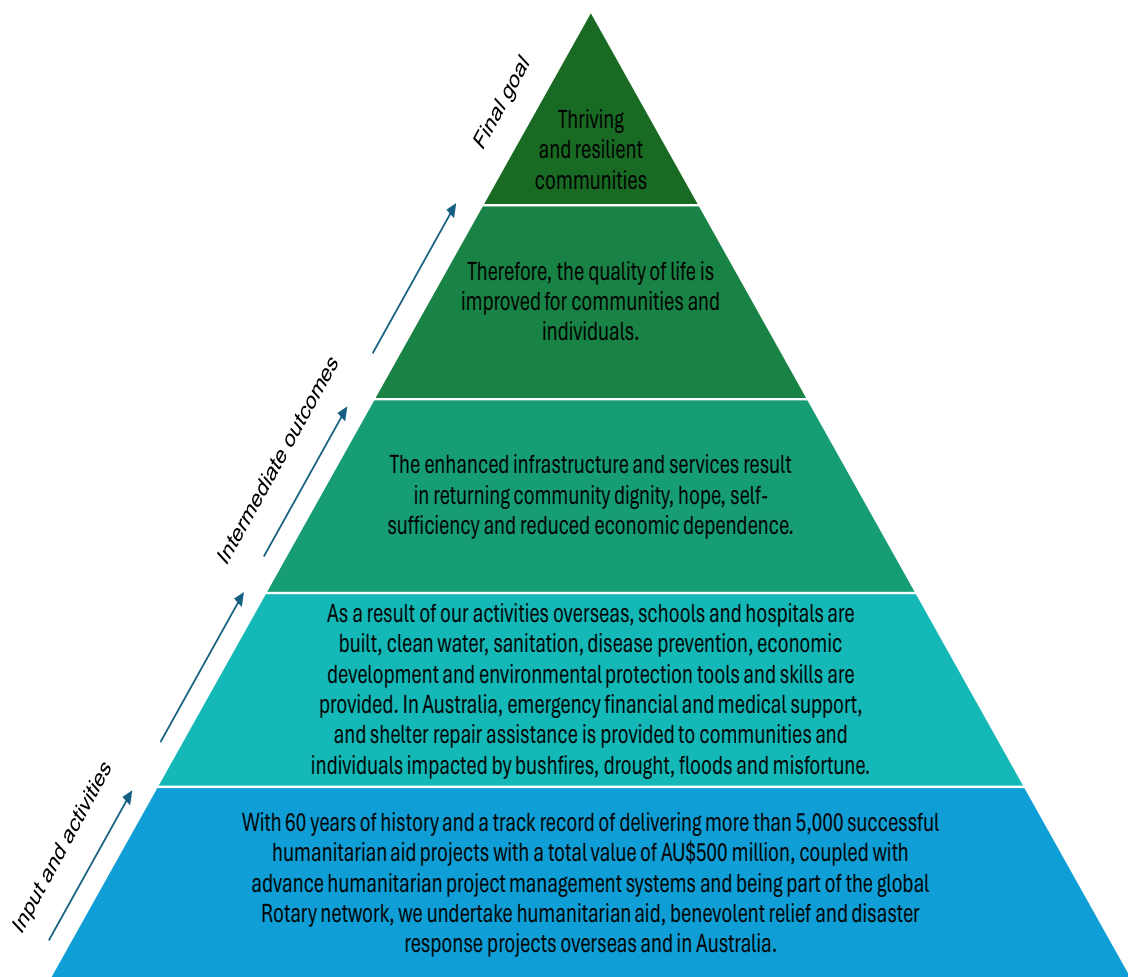 Final goal
Thriving
and resilient
communities
Therefore, the quality of life is
improved for communities and
individuals.
Intermediate outcomes
The enhanced infrastructure and services result
in returning community dignity, hope, self-
sufficiency and reduced economic dependence.
As a result of our activities overseas, schools and hospitals are
built, clean water, sanitation, disease prevention, economic
development and environmental protection tools and skills are
provided. In Australia, emergency financial and medical support,
and shelter repair assistance is provided to communities and
individuals impacted by bushfires, drought, floods and misfortune.
Input and activities
With 60 years of history and a track record of delivering more than 5,000 successful
humanitarian aid projects with a total value of AU$500 million, coupled with
advance humanitarian project management systems and being part of the global
Rotary network, we undertake humanitarian aid, benevolent relief and disaster
response projects overseas and in Australia.